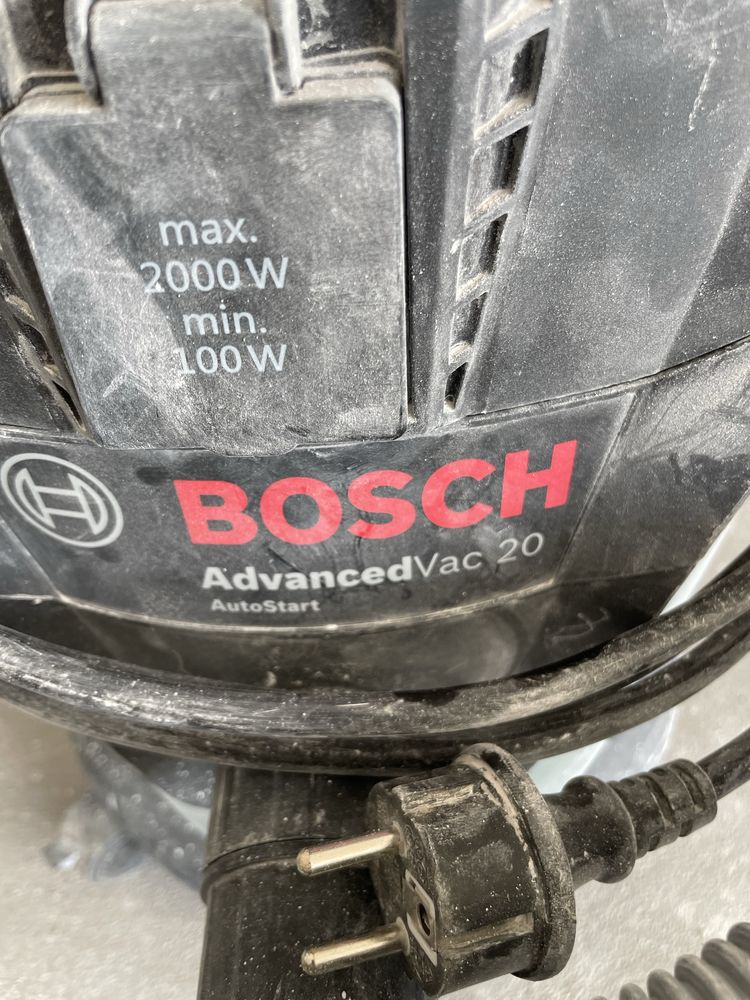 max.
2000 W
min.
100 W
BOSCH
AdvancedVac 20
AutoStart